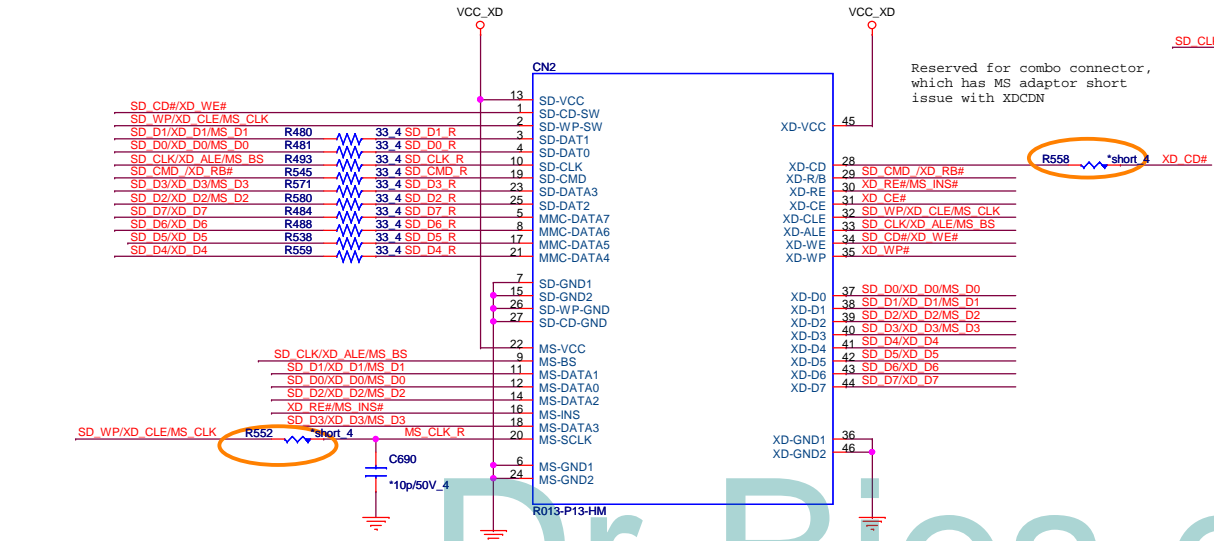 VCC_XD
VCC_XD
SD_CL
Reserved for combo connector,
which has MS adaptor short
issue with XDCDN
CN2
SD_CD#/XD_WE# 13 SD-VCC
SD_WP/XD_CLE/MS_CLK 1 SD-CD-SW
SD_D1/XD_D1/MS_D1 R480 33_4 SD_D1_R 2 SD-WP-SW
SD_D0/XD_D0/MS_D0 R481 33_4 SD_D0_R 3 SD-DAT1
SD_CLK/XD_ALE/MS_BS R493 33_4 SD_CLK_R 4 SD-DAT0
SD_CMD_/XD_RB# R545 33_4 SD_CMD_R 10 SD-CLK
SD_D3/XD_D3/MS_D3 R571 33_4 SD_D3_R 19 SD-CMD
SD_D2/XD_D2/MS_D2 R580 33_4 SD_D2_R 23 SD-DATA3
SD_D7/XD_D7 R484 33_4 SD_D7_R 25 SD-DAT2
SD_D6/XD_D6 R488 33_4 SD_D6_R 5 MMC-DATA7
SD_D5/XD_D5 R538 33_4 SD_D5_R 8 MMC-DATA6
SD_D4/XD_D4 R559 33_4 SD_D4_R 17 MMC-DATA5
21 MMC-DATA4
7 SD-GND1
15 SD-GND2
26 SD-WP-GND
27 SD-CD-GND
22 MS-VCC
SD_CLK/XD_ALE/MS_BS 9 MS-BS
SD_D1/XD_D1/MS_D1 11 MS-DATA1
SD_D0/XD_D0/MS_D0 12 MS-DATA0
SD_D2/XD_D2/MS_D2 14 MS-DATA2
XD_RE#/MS_INS# 16 MS-INS
SD_D3/XD_D3/MS_D3 18 MS-DATA3
SD_WP/XD_CLE/MS_CLK R552 *short_4 MS_CLK_R 20 MS-SCLK
6 MS-GND1
24 MS-GND2
C690
*10p/50V_4
XD-VCC 45
XD-CD 28 R558 *short_4 XD_CD#
XD-R/B 29 SD_CMD_/XD_RB#
XD-RE 30 XD_RE#/MS_INS#
XD-CE 31 XD_CE#
XD-CLE 32 SD_WP/XD_CLE/MS_CLK
XD-ALE 33 SD_CLK/XD_ALE/MS_BS
XD-WE 34 SD_CD#/XD_WE#
XD-WP 35 XD_WP#
XD-D0 37 SD_D0/XD_D0/MS_D0
XD-D1 38 SD_D1/XD_D1/MS_D1
XD-D2 39 SD_D2/XD_D2/MS_D2
XD-D3 40 SD_D3/XD_D3/MS_D3
XD-D4 41 SD_D4/XD_D4
XD-D5 42 SD_D5/XD_D5
XD-D6 43 SD_D6/XD_D6
XD-D7 44 SD_D7/XD_D7
XD-GND1 36
XD-GND2 46
R013-P13-HM
Dr Bios